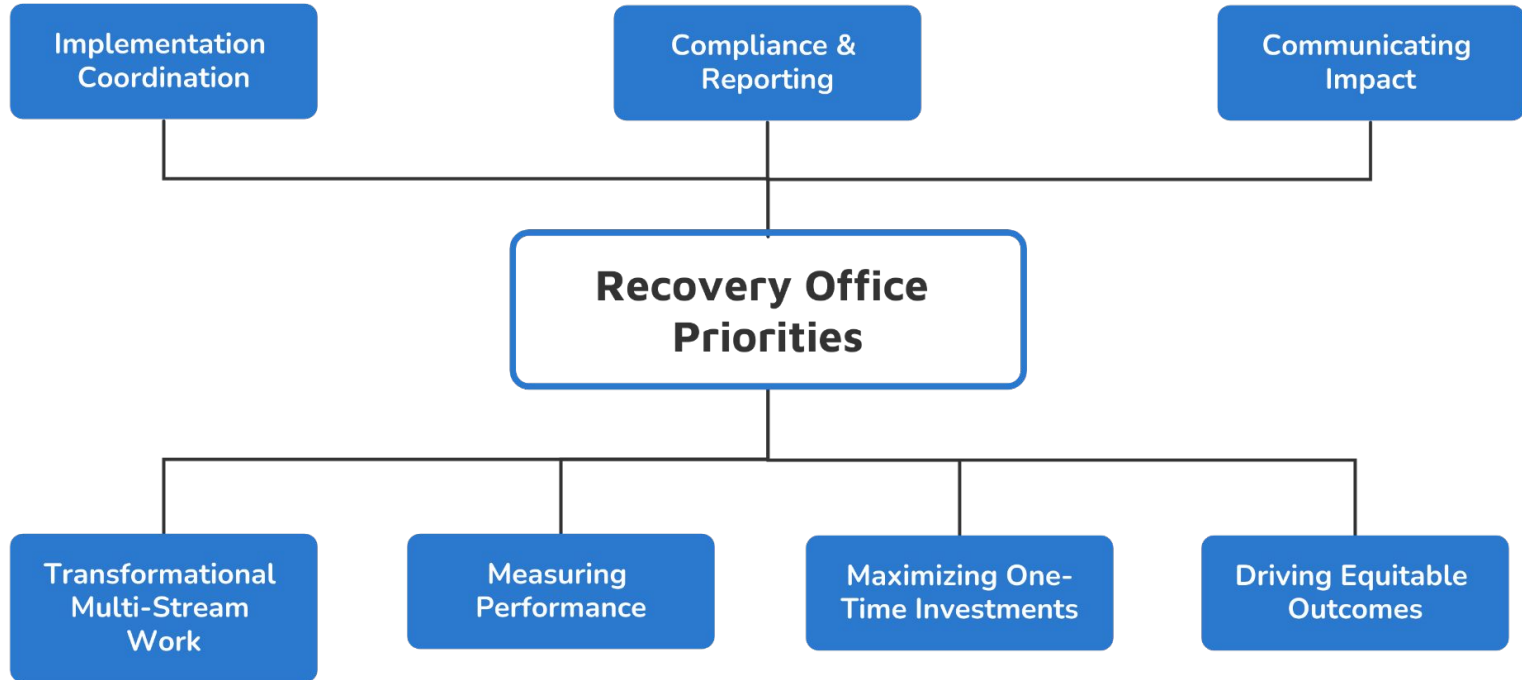 Implementation
Coordination
Compliance &
Reporting
Communicating
Impact
Recovery Office
Priorities
Transformational
Multi-Stream
Work
Measuring
Performance
Maximizing One-
Time Investments
Driving Equitable
Outcomes